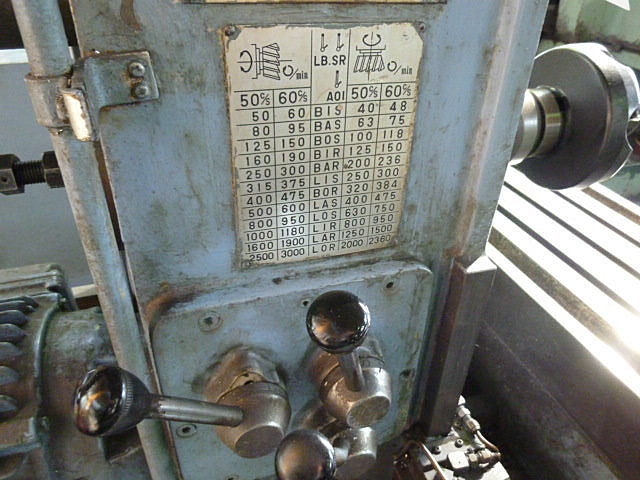 LB.SR
/min /min
50% 60% AOI 50% 60%
50 60 BIS 40 48
80 95 BAS 63 75
125 150 BOS 100 118
160 190 BIR 125 150
250 300 BAR 200 236
315 375 LIS 250 300
400 475 BOR 320 384
500 600 LAS 400 475
800 950 LOS 630 750
1000 1180 LIR 800 950
1600 1900 LAR 1250 1500
2500 3000 LOR 2000 2360